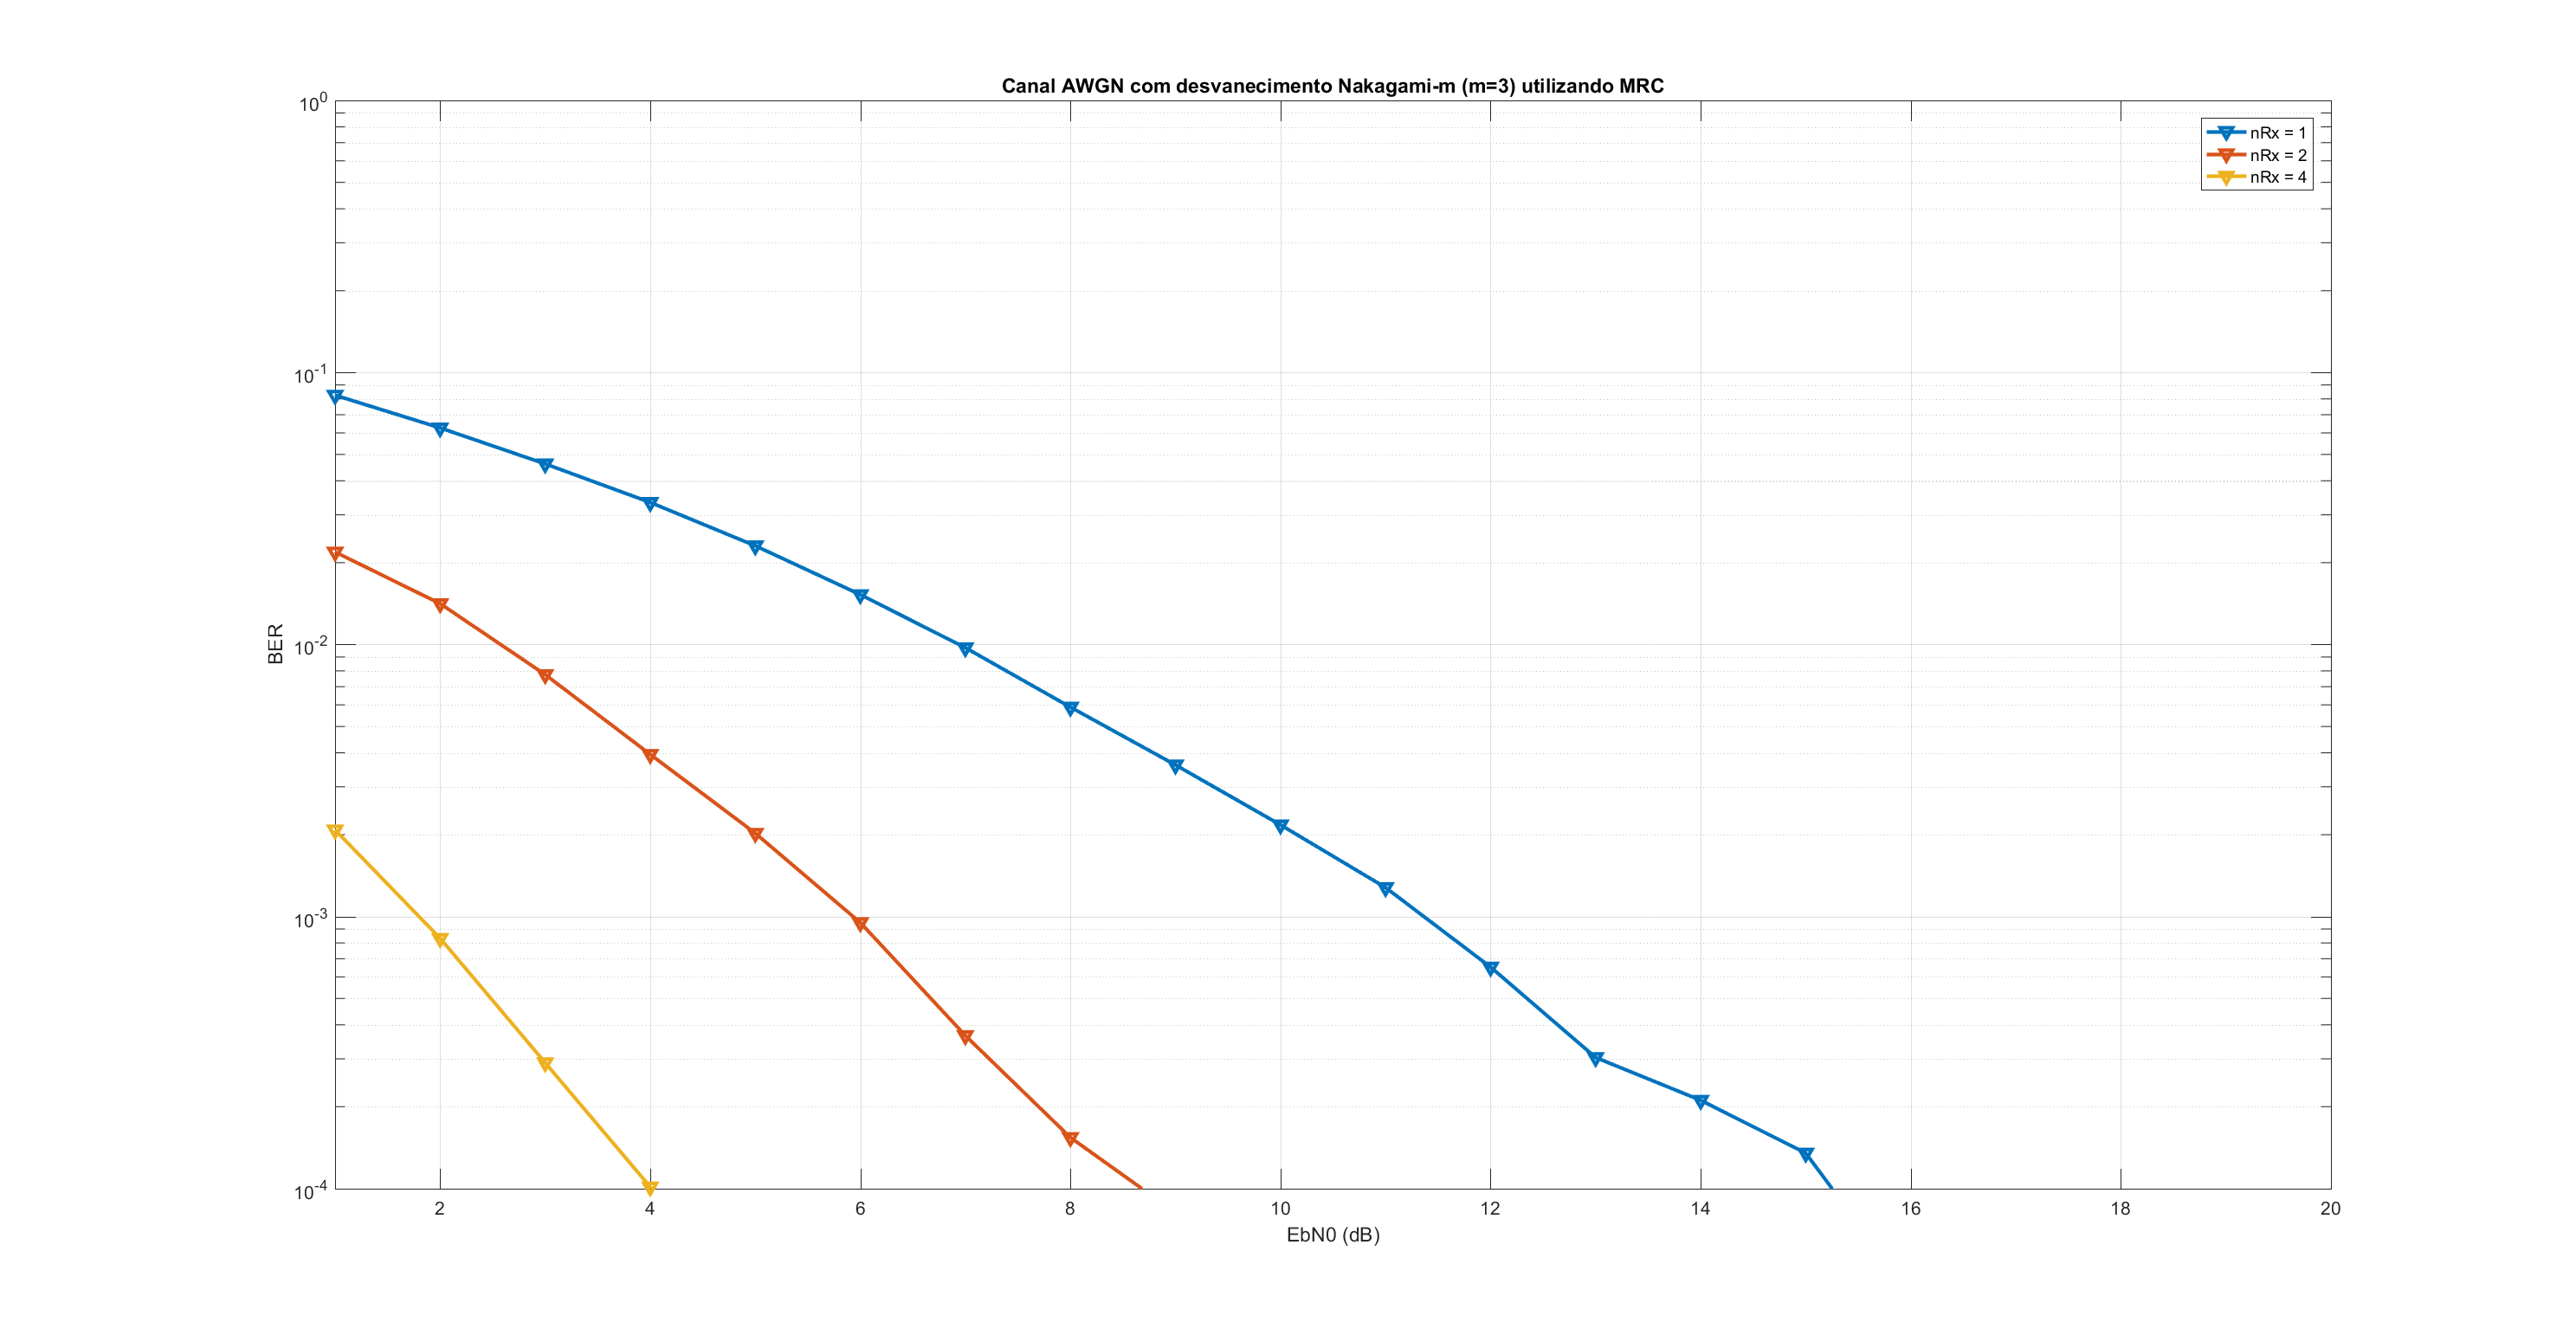 Canal AWGN com desvanecimento Nakagami-m (m=3) utilizando MRC
10^0
10^-1
10^-2
10^-3
10^-4
BER
nRx = 1
nRx = 2
nRx = 4
2 4 6 8 10 12 14 16 18 20
EbN0 (dB)